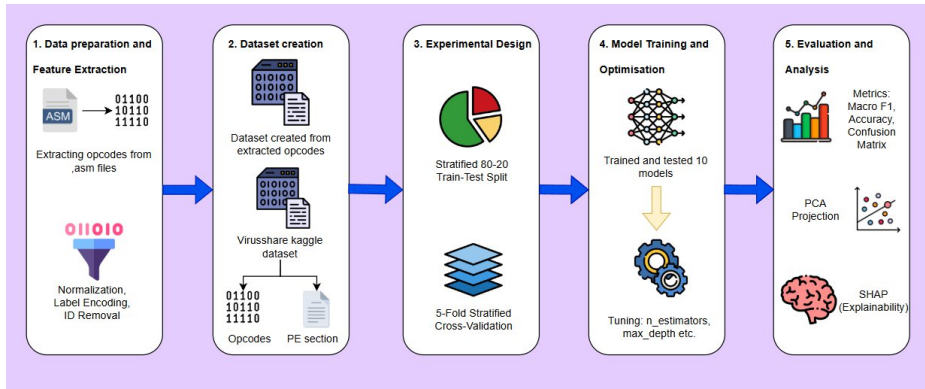 1. Data preparation and
Feature Extraction
ASM
01100
10110
11110
Extracting opcodes from
,asm files
011010
Normalization,
Label Encoding,
ID Removal
2. Dataset creation
010100
Dataset created from
extracted opcodes
010100
Virusshare kaggle
dataset
01100
10110
11110
Opcodes
PE section
3. Experimental Design
Stratified 80-20
Train-Test Split
5-Fold Stratified
Cross-Validation
4. Model Training and
Optimisation
Trained and tested 10
models
Tuning: n_estimators,
max_depth etc.
5. Evaluation and
Analysis
Metrics:
Macro F1,
Accuracy,
Confusion
Matrix
PCA
Projection
SHAP
(Explainability)